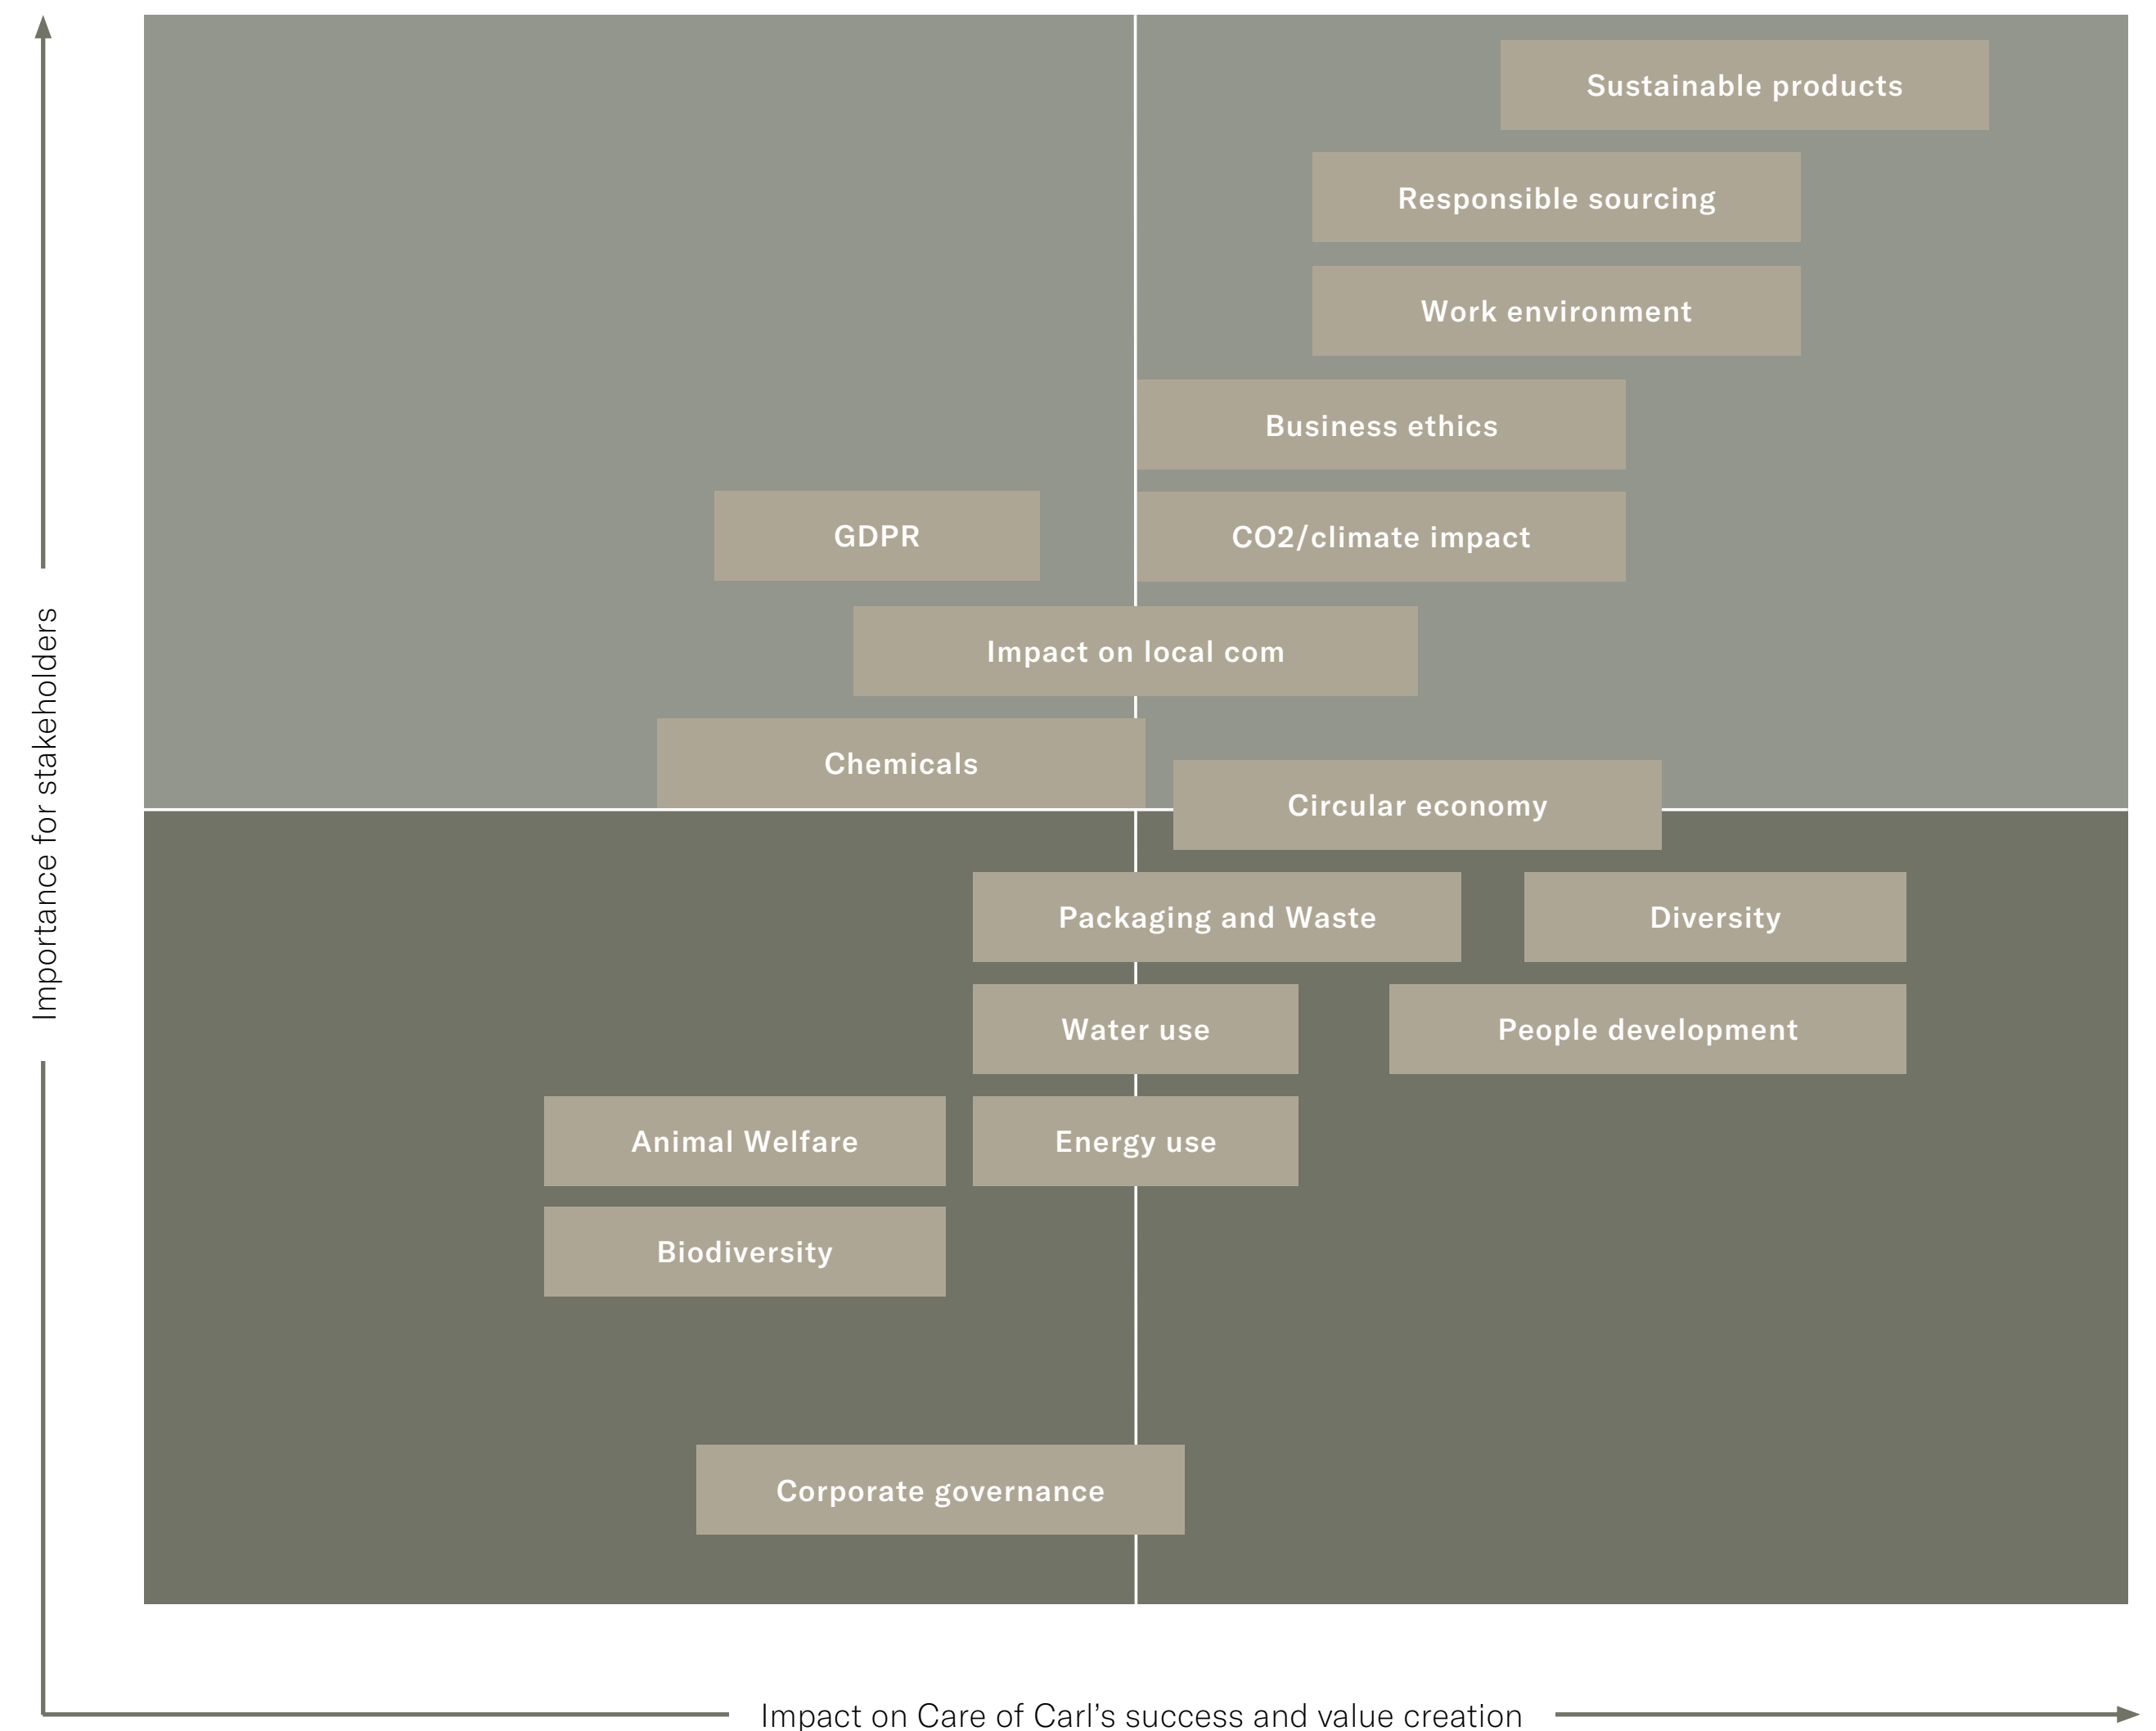 Sustainable products
Responsible sourcing
Work environment
Business ethics
GDPR
CO2/climate impact
Impact on local com
Chemicals
Circular economy
Packaging and Waste
Diversity
Water use
People development
Animal Welfare
Energy use
Biodiversity
Corporate governance
Importance for stakeholders
Impact on Care of Carl’s success and value creation